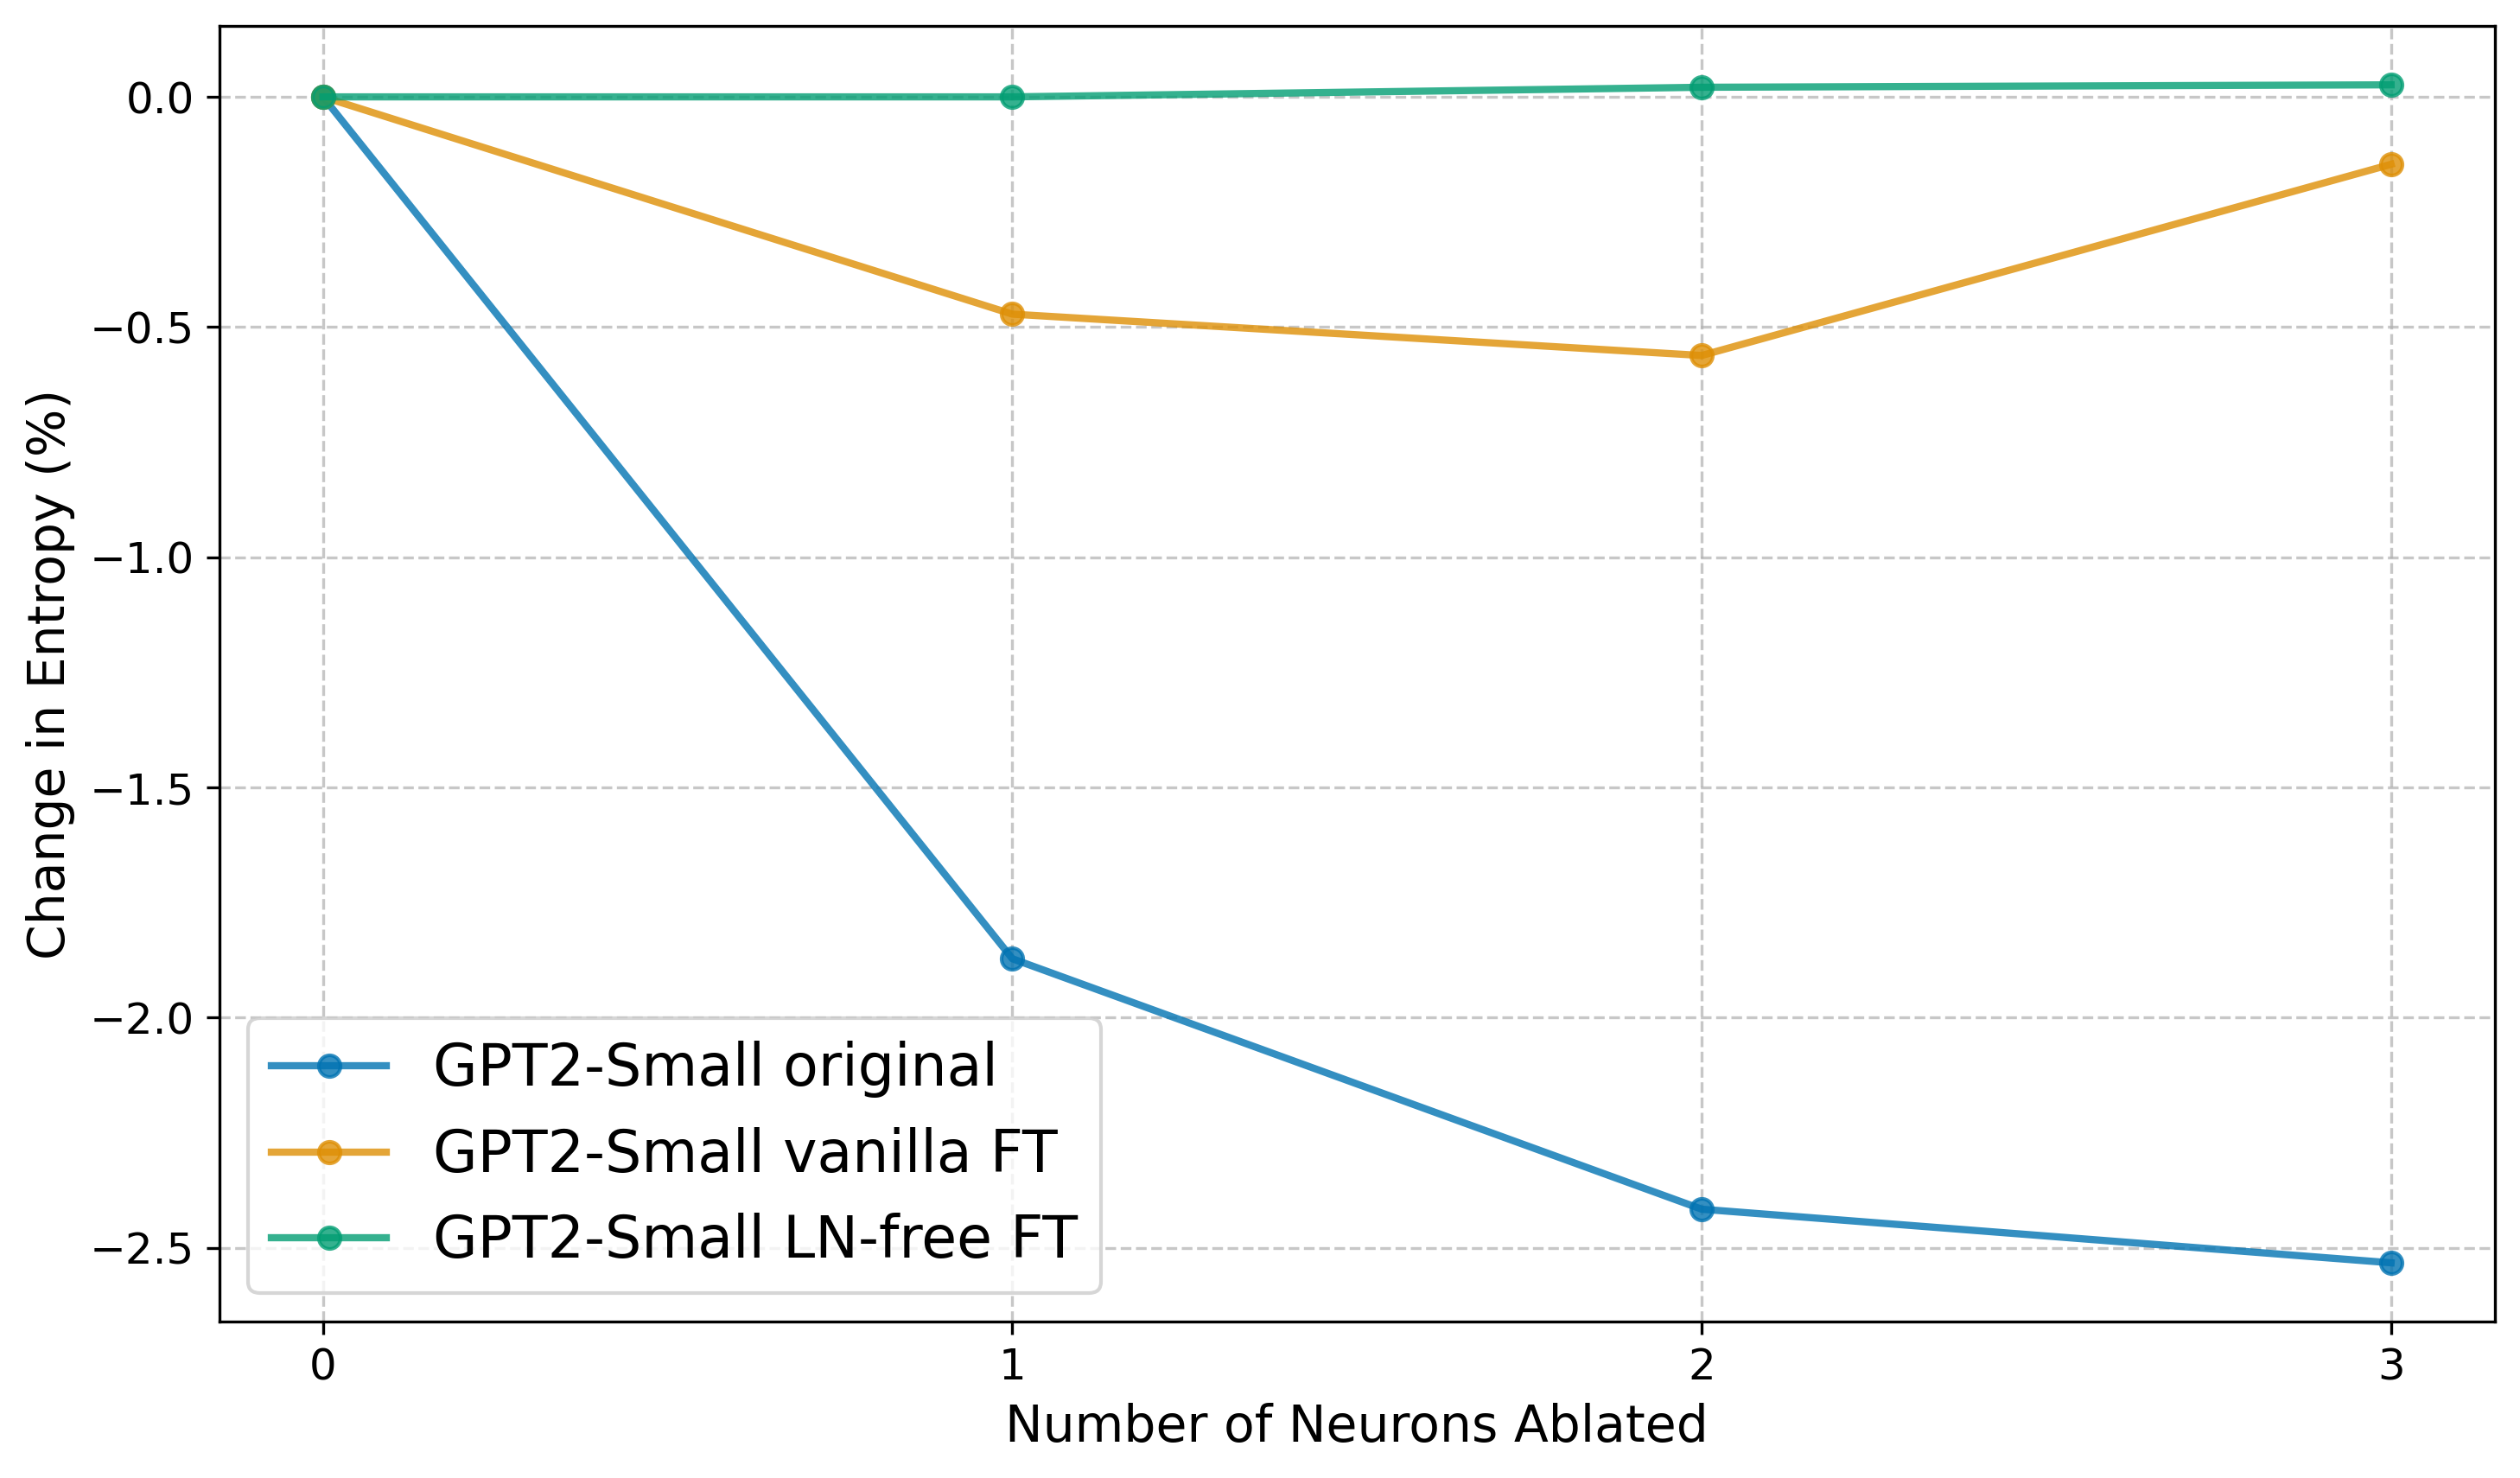 Change in Entropy (%)
0.0
−0.5
−1.0
−1.5
−2.0
−2.5
GPT2-Small original
GPT2-Small vanilla FT
GPT2-Small LN-free FT
0 1 2 3
Number of Neurons Ablated